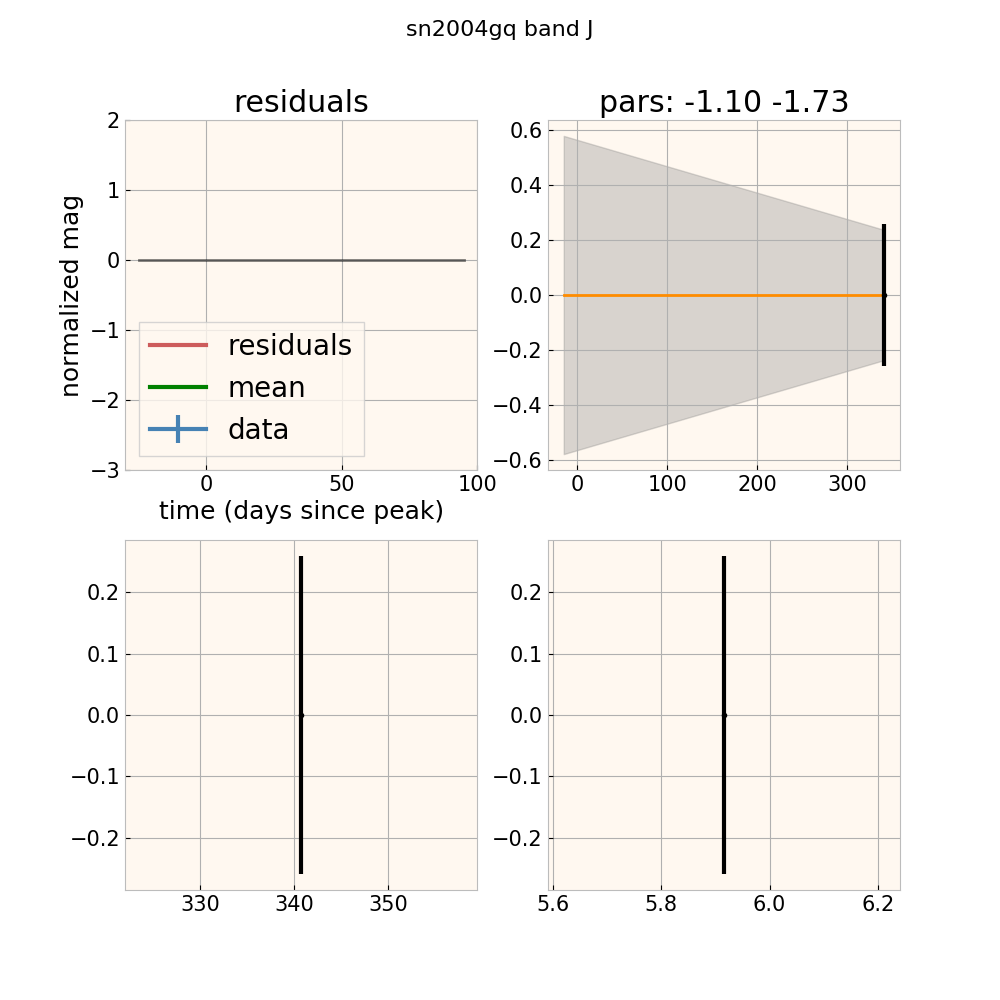 sn2004gq band J
residuals
pars: -1.10 -1.73
normalized mag
2
1
0
−1
−2
−3
residuals
mean
data
0 50 100
time (days since peak)
0.6
0.4
0.2
0.0
−0.2
−0.4
−0.6
0 100 200 300
0.2
0.1
0.0
−0.1
−0.2
330 340 350
0.2
0.1
0.0
−0.1
−0.2
5.6 5.8 6.0 6.2